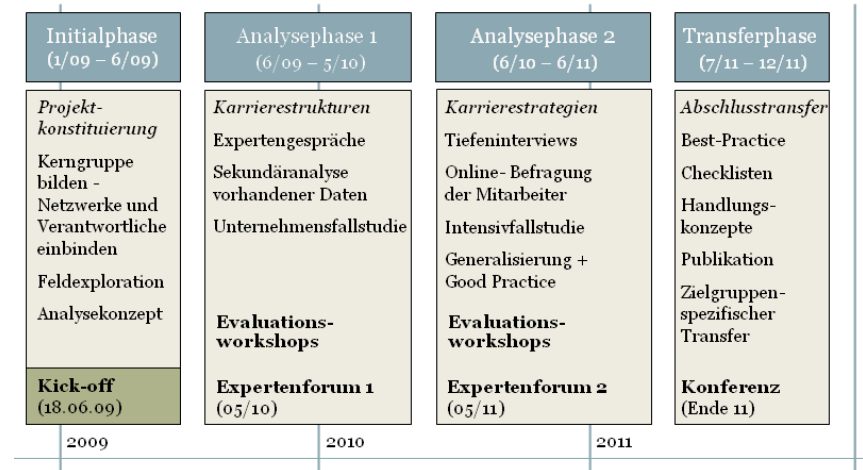 Initialphase
(1/09 – 6/09)
Projekt-
konstituierung
Kerngruppe
bilden -
Netzwerke und
Verantwortliche
einbinden
Feldexploration
Analysekonzept
Kick-off
(18.06.09)
Analysephase 1
(6/09 – 5/10)
Karrierestrukturen
Expertengespräche
Sekundäranalyse
vorhandener Daten
Unternehmensfallstudie
Evaluations-
workshops
Expertenforum 1
(05/10)
Analysephase 2
(6/10 – 6/11)
Karrierestrategien
Tiefeninterviews
Online- Befragung
der Mitarbeiter
Intensivfallstudie
Generalisierung +
Good Practice
Evaluations-
workshops
Expertenforum 2
(05/11)
Transferphase
(7/11 – 12/11)
Abschlusstransfer
Best-Practice
Checklisten
Handlungs-
konzepte
Publikation
Zielgruppen-
spezifischer
Transfer
Konferenz
(Ende 11)
2009
2010
2011